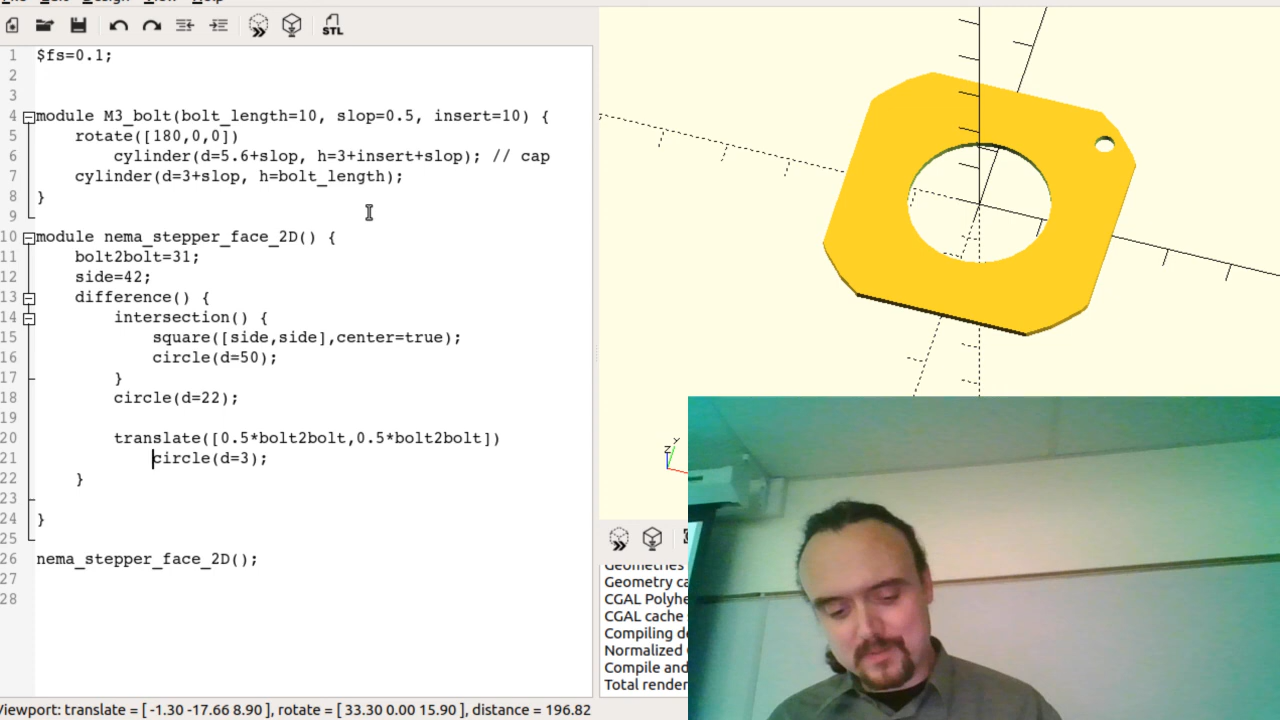 STL
1 $fs=0.1;
2
3
4 module M3_bolt(bolt_length=10, slop=0.5, insert=10) {
5 rotate([180,0,0])
6 cylinder(d=5.6+slop, h=3+insert+slop); // cap
7 cylinder(d=3+slop, h=bolt_length);
8 }
9
10 module nema_stepper_face_2D() {
11 bolt2bolt=31;
12 side=42;
13 difference() {
14 intersection() {
15 square([side,side],center=true);
16 circle(d=50);
17 }
18 circle(d=22);
19
20 translate([0.5*bolt2bolt,0.5*bolt2bolt])
21 circle(d=3);
22 }
23
24 }
25
26 nema_stepper_face_2D();
27
28
Y
Z
Geometries
Geometry ca
CGAL Polyhe
CGAL cache
Compiling de
Normalized
Compile and
Total render
Viewport: translate = [ -1.30 -17.66 8.90 ], rotate = [ 33.30 0.00 15.90 ], distance = 196.82